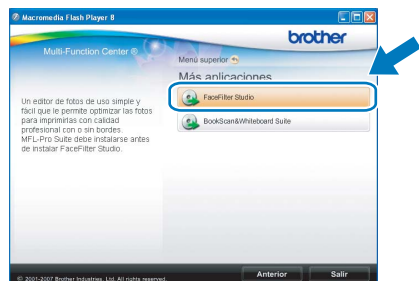 Macromedia Flash Player 8
brother
Multi-Function Center ®
Menú superior
Más aplicaciones
FaceFilter Studio
BookScan&Whiteboard Suite
Un editor de fotos de uso simple y
fácil que le permite optimizar las fotos
para imprimirlas con calidad
profesional con o sin bordes.
MFL-Pro Suite debe instalarse antes
de instalar FaceFilter Studio.
Anterior
Salir
© 2001-2007 Brother Industries, Ltd. All rights reserved.